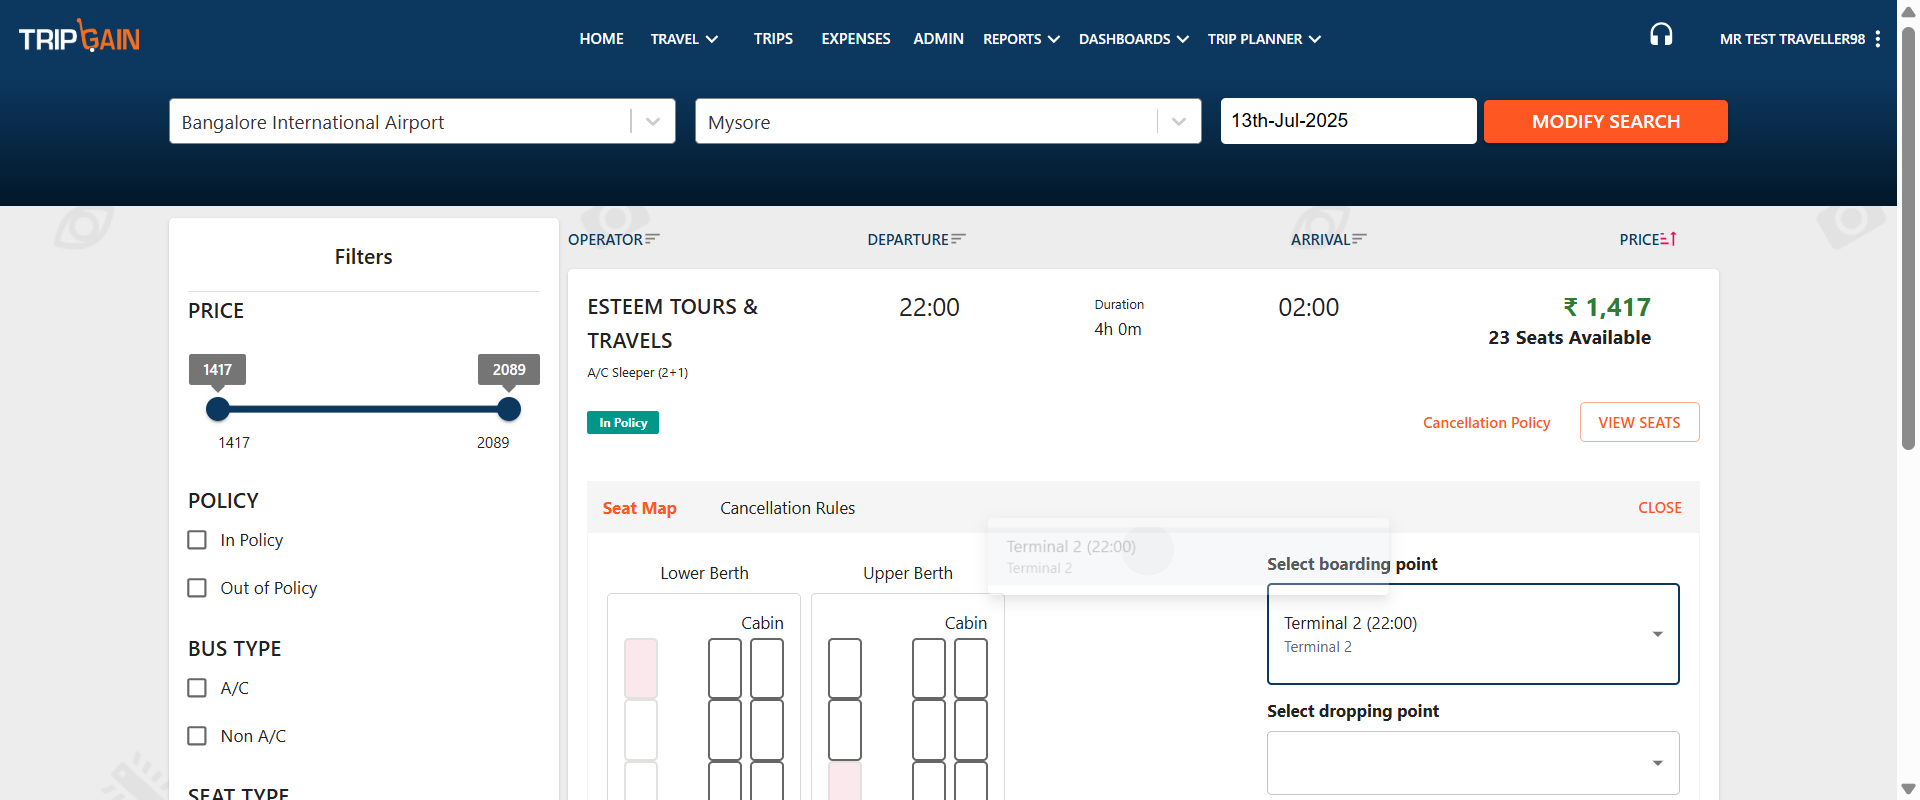 TRIPGAIN
HOME
TRAVEL
TRIPS
EXPENSES
ADMIN
REPORTS
DASHBOARDS
TRIP PLANNER
MR TEST TRAVELLER98
Bangalore International Airport
Mysore
13th-Jul-2025
MODIFY SEARCH
Filters
PRICE
1417
2089
1417
2089
POLICY
In Policy
Out of Policy
BUS TYPE
A/C
Non A/C
SEAT TYPE
OPERATOR
DEPARTURE
ARRIVAL
PRICE
ESTEEM TOURS &
TRAVELS
A/C Sleeper (2+1)
22:00
Duration
4h 0m
02:00
₹ 1,417
23 Seats Available
In Policy
Cancellation Policy
VIEW SEATS
Seat Map
Cancellation Rules
CLOSE
Terminal 2 (22:00)
Terminal 2
Lower Berth
Upper Berth
Cabin
Cabin
Select boarding point
Terminal 2 (22:00)
Terminal 2
Select dropping point